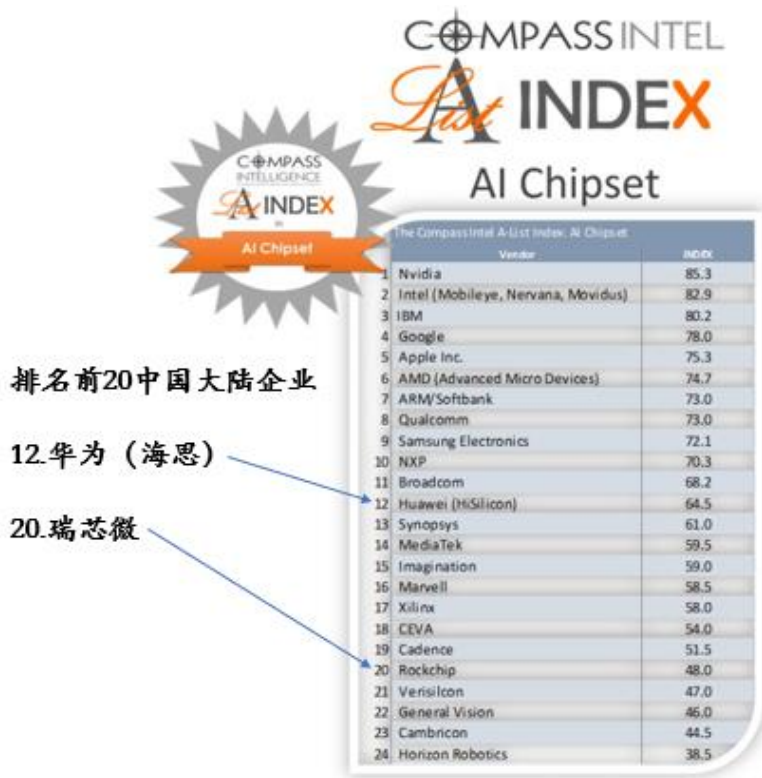 COMPASS INTEL
A List INDEX
AI Chipset
COMPASS
INTELLIGENCE
A List INDEX
IN
AI Chipset
The Compass Intel A-List Index: AI Chipset
Vendor INDEX
1 Nvidia 85.3
2 Intel (Mobileye, Nervana, Movidus) 82.9
3 IBM 80.2
4 Google 78.0
5 Apple Inc. 75.3
6 AMD (Advanced Micro Devices) 74.7
7 ARM/Softbank 73.0
8 Qualcomm 73.0
9 Samsung Electronics 72.1
10 NXP 70.3
11 Broadcom 68.2
12 Huawei (HiSilicon) 64.5
13 Synopsys 61.0
14 MediaTek 59.5
15 Imagination 59.0
16 Marvell 58.5
17 Xilinx 58.0
18 CEVA 54.0
19 Cadence 51.5
20 Rockchip 48.0
21 Verisilcon 47.0
22 General Vision 46.0
23 Cambricon 44.5
24 Horizon Robotics 38.5
排名前20中国大陆企业
12.华为（海思）
20.瑞芯微